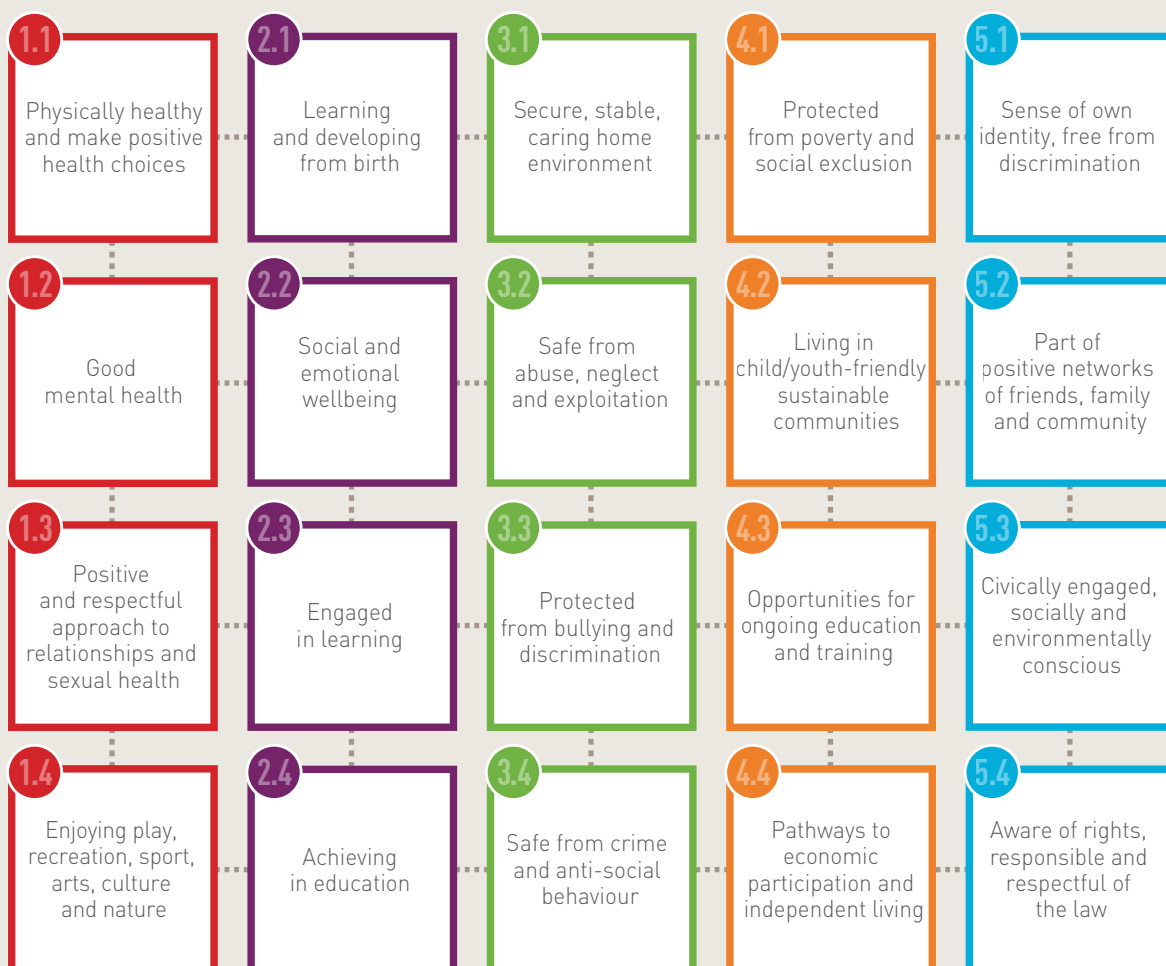 1.1
Physically healthy
and make positive
health choices
2.1
Learning
and developing
from birth
3.1
Secure, stable,
caring home
environment
4.1
Protected
from poverty and
social exclusion
5.1
Sense of own
identity, free from
discrimination
1.2
Good
mental health
2.2
Social and
emotional
wellbeing
3.2
Safe from
abuse, neglect
and exploitation
4.2
Living in
child/youth-friendly
sustainable
communities
5.2
Part of
positive networks
of friends, family
and community
1.3
Positive
and respectful
approach to
relationships and
sexual health
2.3
Engaged
in learning
3.3
Protected
from bullying and
discrimination
4.3
Opportunities for
ongoing education
and training
5.3
Civically engaged,
socially and
environmentally
conscious
1.4
Enjoying play,
recreation, sport,
arts, culture
and nature
2.4
Achieving
in education
3.4
Safe from crime
and anti-social
behaviour
4.4
Pathways to
economic
participation and
independent living
5.4
Aware of rights,
responsible and
respectful of
the law